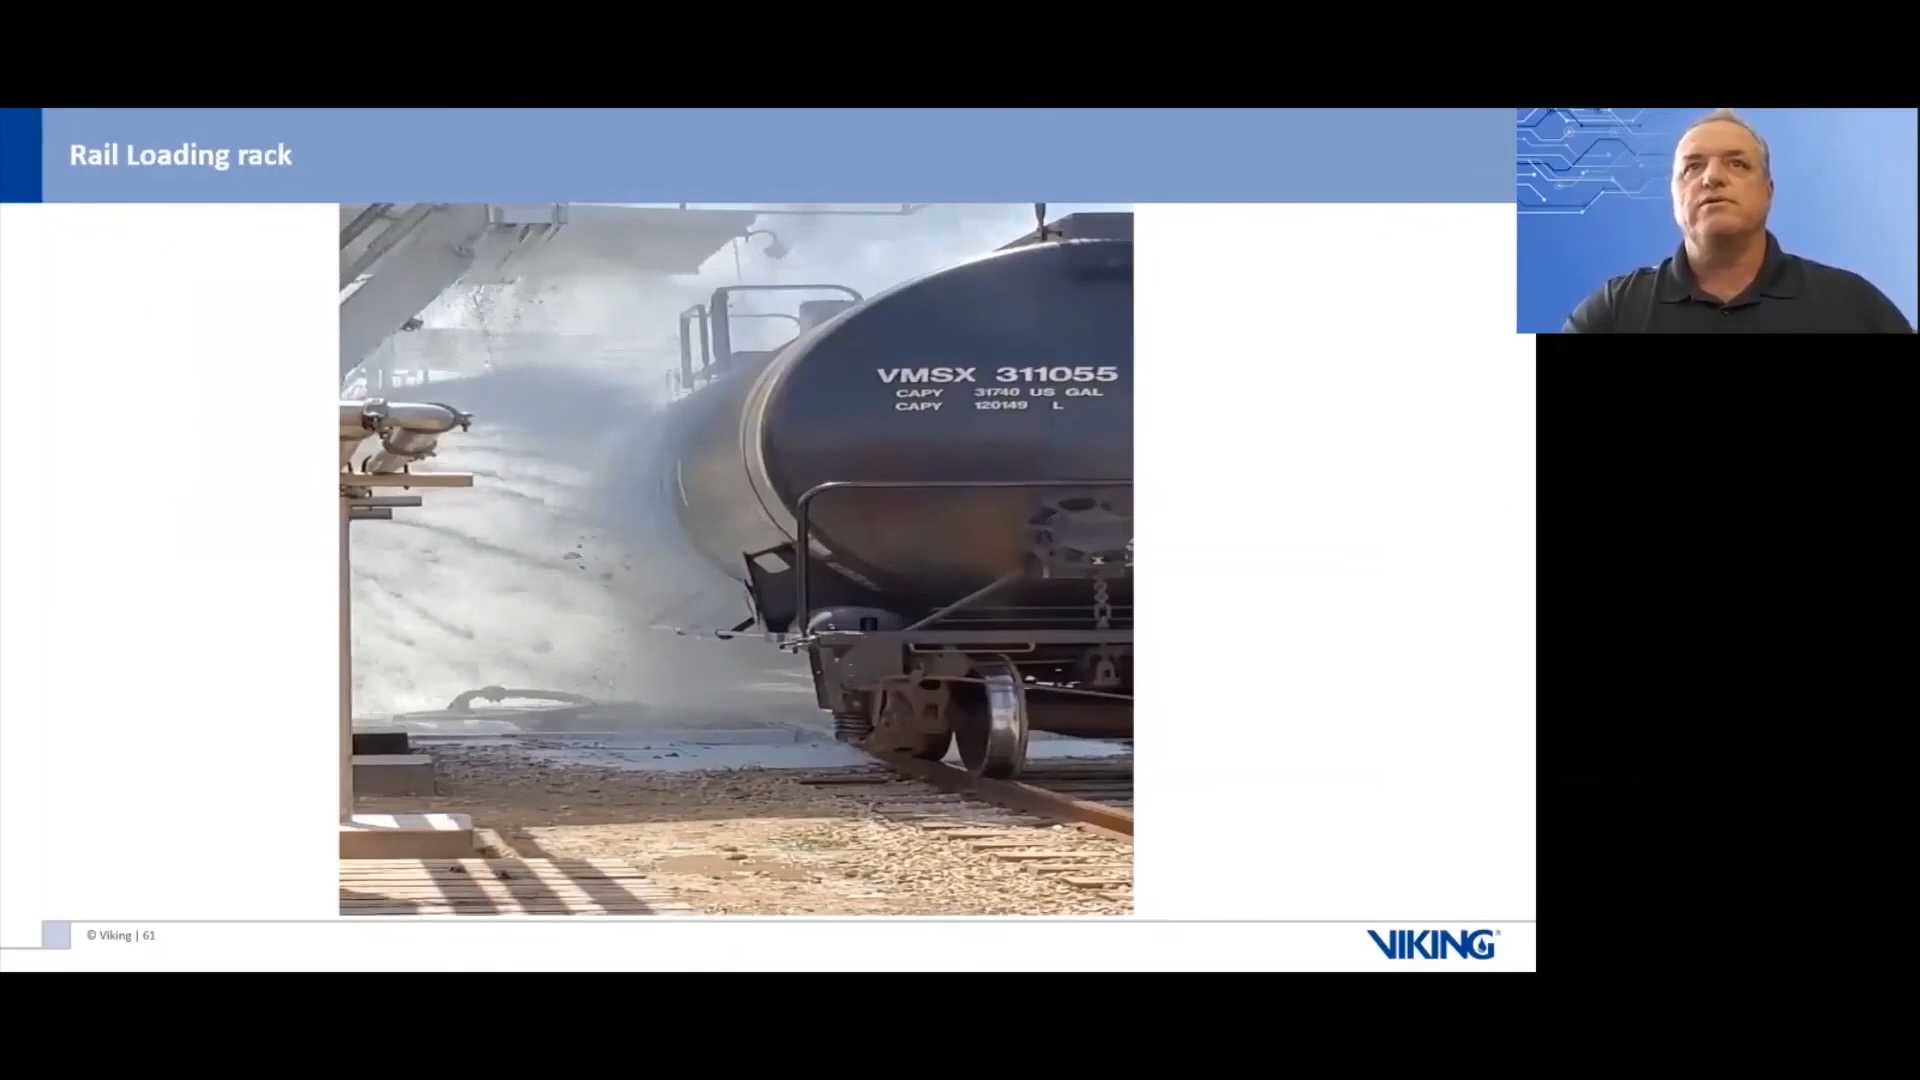 Rail Loading rack
VMSX 311055
CAPY 31740 US GAL
CAPY 120149 L
© Viking | 61
VIKING®